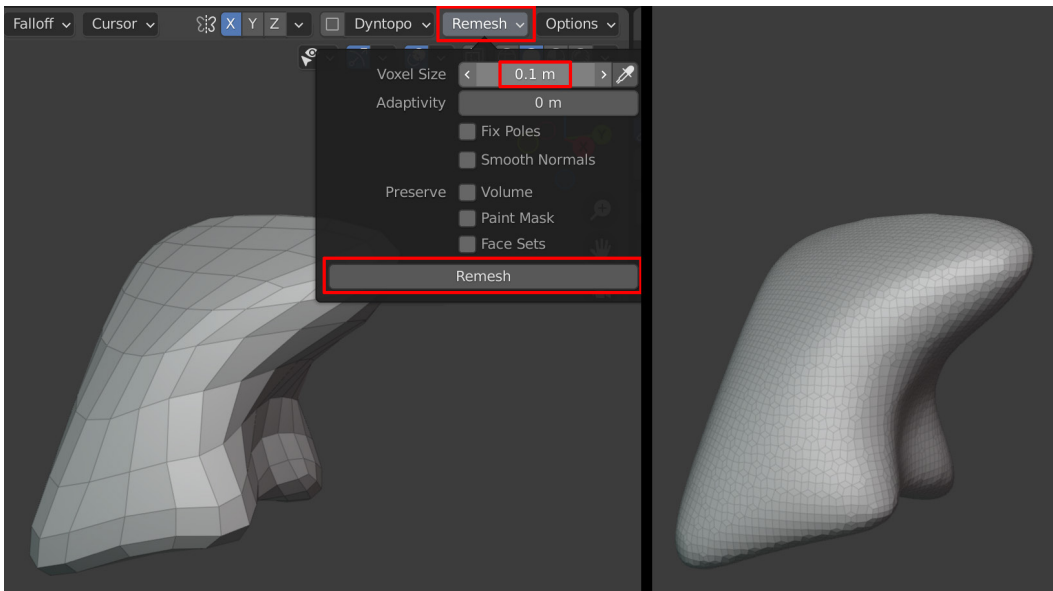 Falloff Cursor X Y Z Dyntopo Remesh Options
Voxel Size 0.1 m
Adaptivity 0 m
Fix Poles
Smooth Normals
Preserve Volume
Paint Mask
Face Sets
Remesh